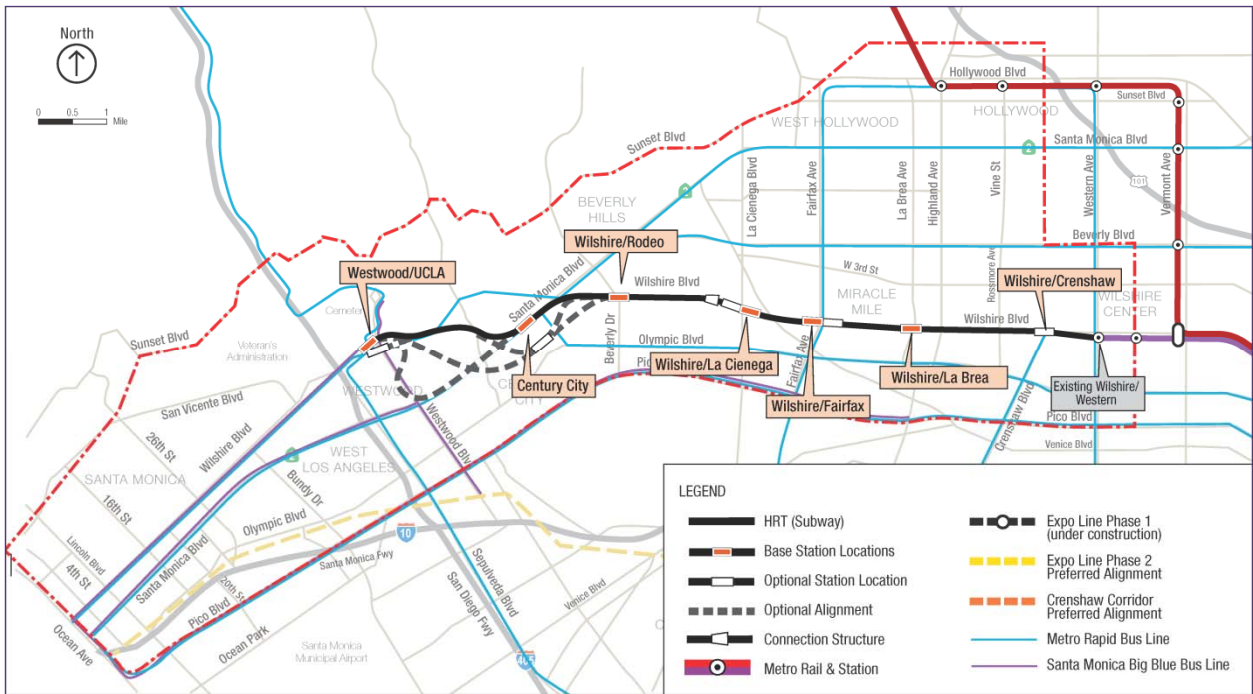 North
0
0.5
1
Mile
Hollywood Blvd
Sunset Blvd
HOLLYWOOD
WEST HOLLYWOOD
Santa Monica Blvd
Sunset Blvd
101
La Cienega Blvd
Fairfax Ave
La Brea Ave
Highland Ave
Vine St
Western Ave
Vermont Ave
BEVERLY
HILLS
Beverly Blvd
Wilshire/Rodeo
Westwood/UCLA
Santa Monica Blvd
Wilshire Blvd
W 3rd St
Rossmore Ave
Wilshire/Crenshaw
MIRACLE
MILE
Wilshire Blvd
WILSHIRE
CENTER
Cemetery
Sunset Blvd
Veteran's
Administration
Beverly Dr
Olympic Blvd
Wilshire/La Cienega
Fairfax Ave
Wilshire/La Brea
Century City
Wilshire/Fairfax
Existing Wilshire/
Western
WESTWOOD
CITY
Pico Blvd
Crenshaw Blvd
Venice Blvd
San Vicente Blvd
Wilshire Blvd
26th St
Westwood Blvd
WEST
LOS ANGELES
SANTA MONICA
16th St
Bundy Dr
Olympic Blvd
10
Santa Monica Fwy
Lincoln Blvd
4th St
Santa Monica Blvd
20th St
Pico Blvd
Sepulveda Blvd
San Diego Fwy
Venice Blvd
Ocean Ave
Ocean Park
Santa Monica
Municipal Airport
405
LEGEND
HRT (Subway)
Base Station Locations
Optional Station Location
Optional Alignment
Connection Structure
Metro Rail & Station
Expo Line Phase 1
(under construction)
Expo Line Phase 2
Preferred Alignment
Crenshaw Corridor
Preferred Alignment
Metro Rapid Bus Line
Santa Monica Big Blue Bus Line